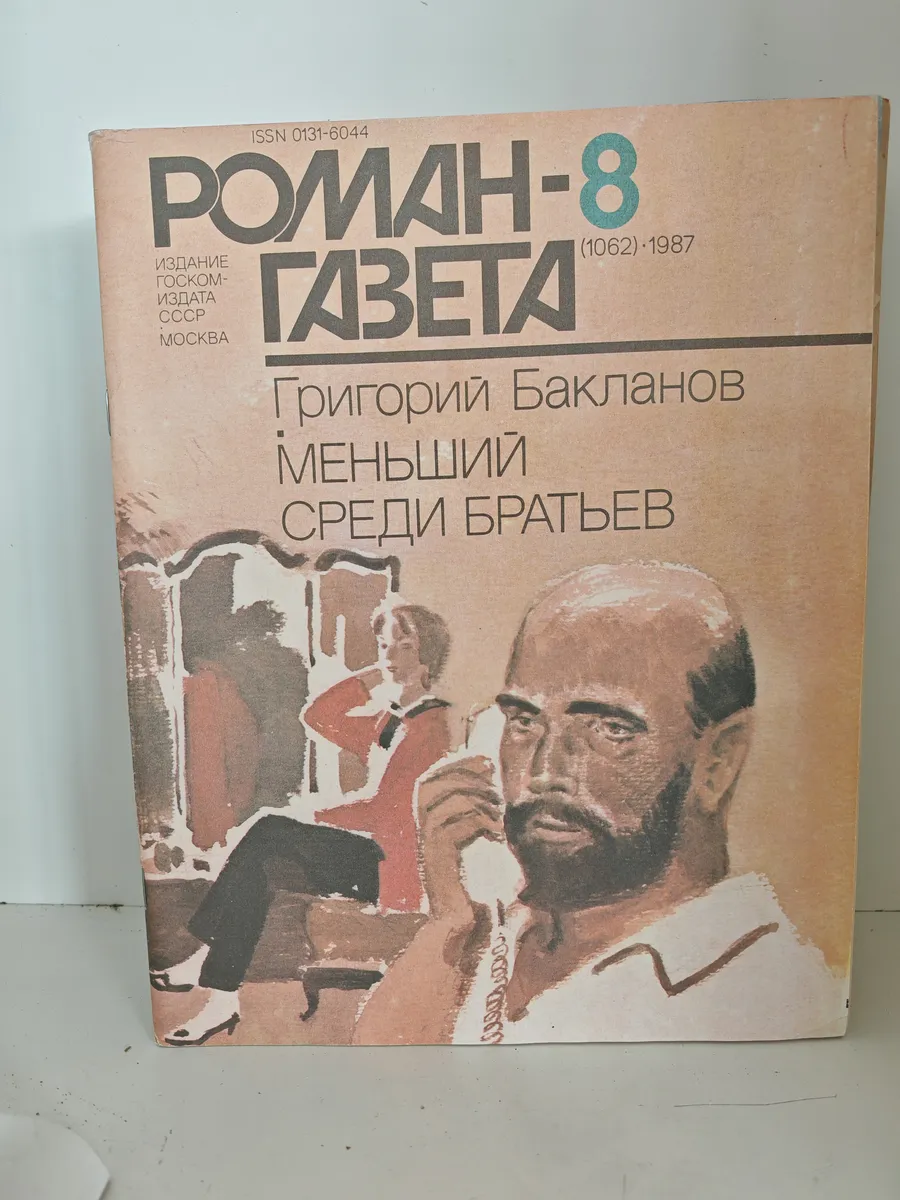 ISSN 0131-6044
РОМАН-8
ГАЗЕТА
(1062)·1987
ИЗДАНИЕ
ГОСКОМ-
ИЗДАТА
СССР
·
МОСКВА
Григорий Бакланов
·
МЕНЬШИЙ
СРЕДИ БРАТЬЕВ